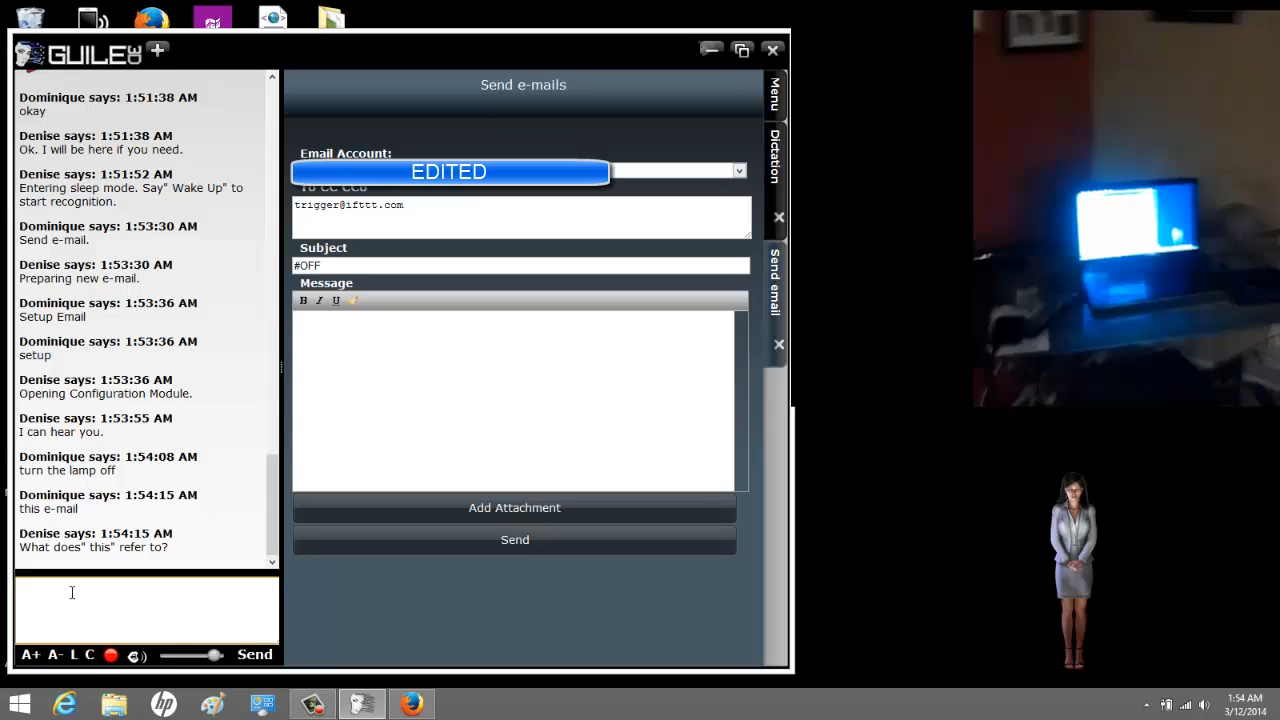 GUILE 3D
Dominique says: 1:51:38 AM
okay
Denise says: 1:51:38 AM
Ok. I will be here if you need.
Denise says: 1:51:52 AM
Entering sleep mode. Say" Wake Up" to
start recognition.
Dominique says: 1:53:30 AM
Send e-mail.
Denise says: 1:53:30 AM
Preparing new e-mail.
Dominique says: 1:53:36 AM
Setup Email
Dominique says: 1:53:36 AM
setup
Denise says: 1:53:36 AM
Opening Configuration Module.
Denise says: 1:53:55 AM
I can hear you.
Dominique says: 1:54:08 AM
turn the lamp off
Dominique says: 1:54:15 AM
this e-mail
Denise says: 1:54:15 AM
What does" this" refer to?
A+ A- L C Send
Send e-mails
Email Account:
EDITED
To CC CCo
trigger@ifttt.com
Subject
#OFF
Message
B I U
Add Attachment
Send
Menu
Dictation
Send email
hp
1:54 AM
3/12/2014